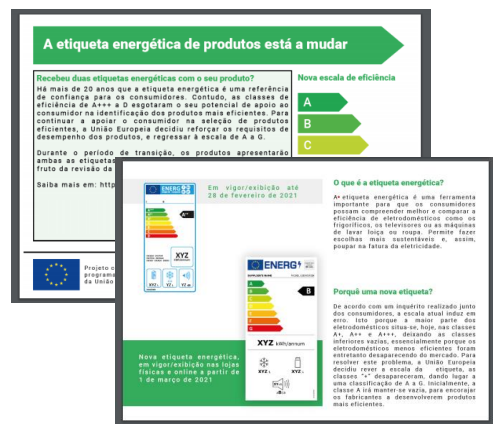 A etiqueta energética de produtos está a mudar
Recebeu duas etiquetas energéticas com o seu produto?
Há mais de 20 anos que a etiqueta energética é uma referência
de confiança para os consumidores. Contudo, as classes de
eficiência de A+++ a D esgotaram o seu potencial de apoio ao
consumidor na identificação dos produtos mais eficientes. Para
continuar a apoiar o consumidor na seleção de produtos
eficientes, a União Europeia decidiu reforçar os requisitos de
desempenho dos produtos, e regressar à escala de A a G.
Durante o período de transição, os produtos apresentarão
ambas as etiquetas
fruto da revisão da
Saiba mais em: http
Nova escala de eficiência
A
B
C
Projeto c
programa
da União
Em vigor/exibição até
28 de fevereiro de 2021
ENERG
XYZ
ENERG
A
B
C
D
E
F
G
B
XYZ kWh/annum
XYZ L
XYZ L
Nova etiqueta energética,
em vigor/exibição nas lojas
físicas e online a partir de
1 de março de 2021
O que é a etiqueta energética?
A etiqueta energética é uma ferramenta
importante para que os consumidores
possam compreender melhor e comparar a
eficiência de eletrodomésticos como os
frigoríficos, os televisores ou as máquinas
de lavar loiça ou roupa. Permite fazer
escolhas mais sustentáveis e, assim,
poupar na fatura da eletricidade.
Porquê uma nova etiqueta?
De acordo com um inquérito realizado junto
dos consumidores, a escala atual induz em
erro. Isto porque a maior parte dos
eletrodomésticos situa-se, hoje, nas classes
A+, A++ e A+++, deixando as classes
inferiores vazias, essencialmente porque os
eletrodomésticos menos eficientes foram
entretanto desaparecendo do mercado. Para
resolver este problema, a União Europeia
decidiu rever a escala da etiqueta, as
classes "+" desapareceram, dando lugar a
uma classificação de A a G. Inicialmente, a
classe A irá manter-se vazia, para encorajar
os fabricantes a desenvolverem produtos
mais eficientes.